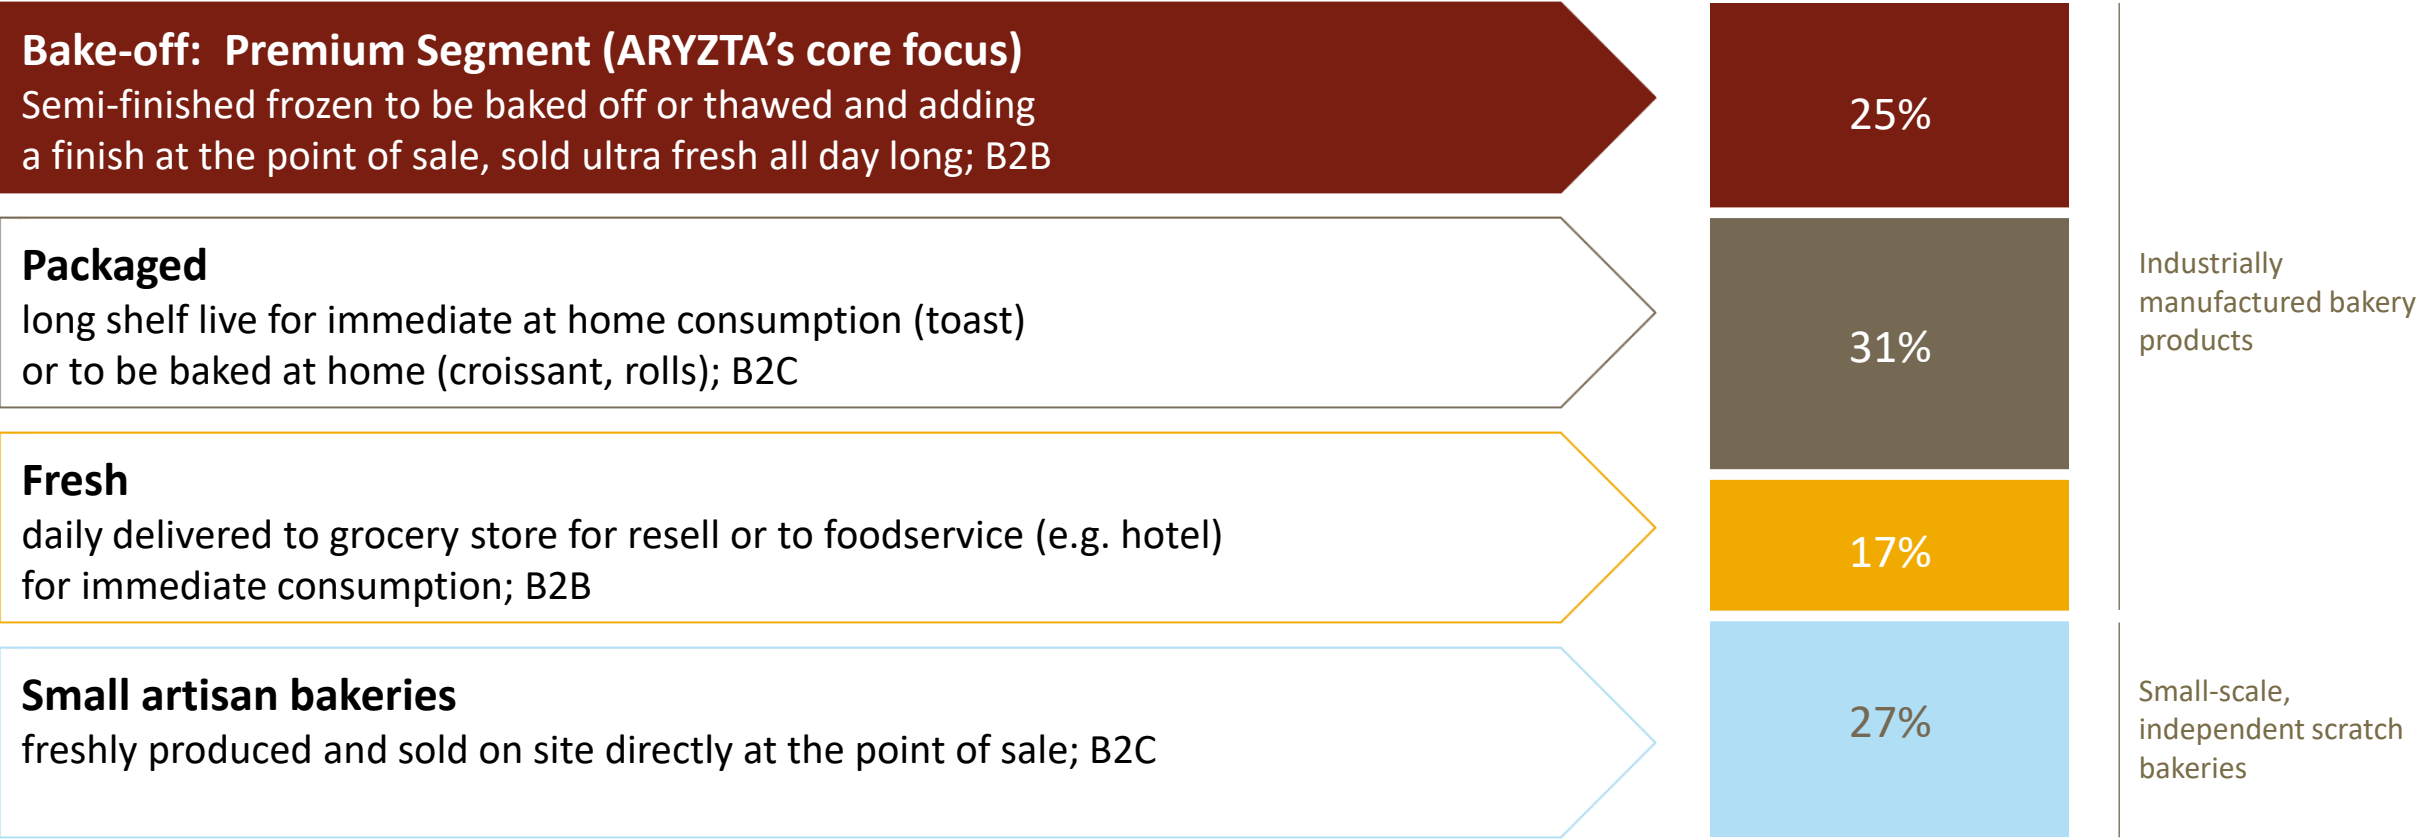 Bake-off:  Premium Segment (ARYZTA’s core focus)
Semi-finished frozen to be baked off or thawed and adding
a finish at the point of sale, sold ultra fresh all day long; B2B
25%
Packaged
long shelf live for immediate at home consumption (toast)
or to be baked at home (croissant, rolls); B2C
31%
Industrially
manufactured bakery
products
Fresh
daily delivered to grocery store for resell or to foodservice (e.g. hotel)
for immediate consumption; B2B
17%
Small artisan bakeries
freshly produced and sold on site directly at the point of sale; B2C
27%
Small-scale,
independent scratch
bakeries